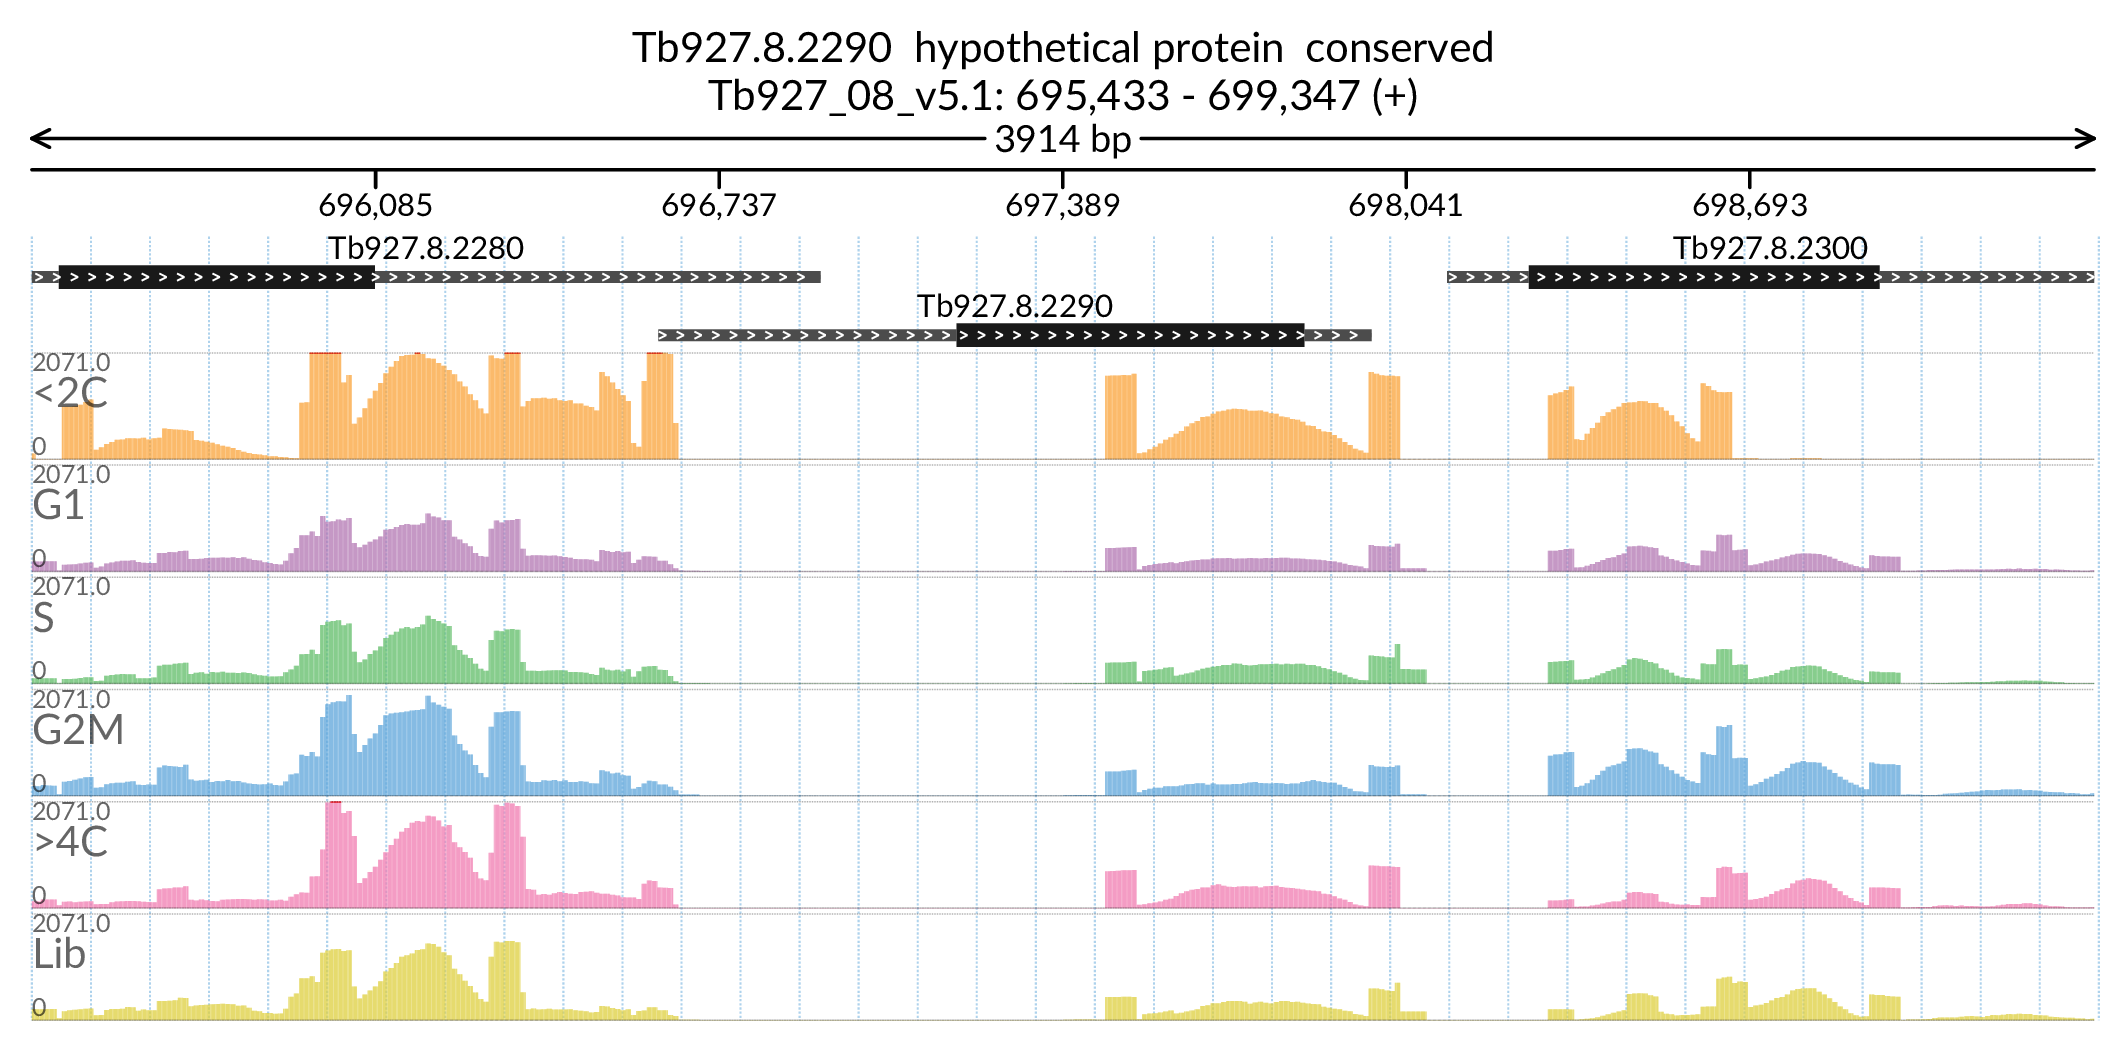 Tb927.8.2290 hypothetical protein conserved
Tb927_08_v5.1: 695,433 - 699,347 (+)
3914 bp
696,085 696,737 697,389 698,041 698,693
Tb927.8.2280 Tb927.8.2300
Tb927.8.2290
2071.0
<2C
0
2071.0
G1
0
2071.0
S
0
2071.0
G2M
0
2071.0
>4C
0
2071.0
Lib
0